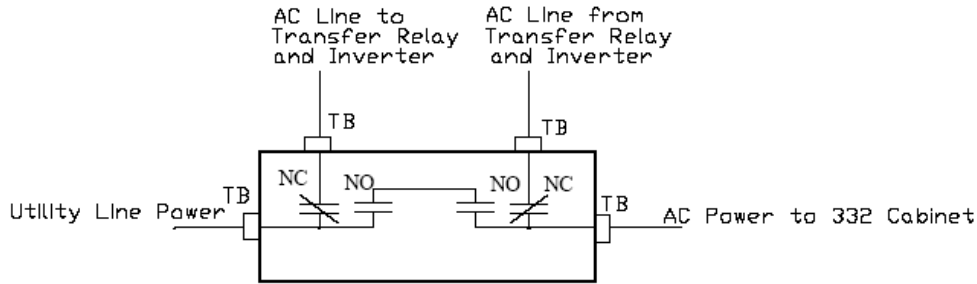 AC Line to
Transfer Relay
and Inverter
AC Line from
Transfer Relay
and Inverter
TB
TB
NC
NO
NO
NC
TB
TB
Utility Line Power
AC Power to 332 Cabinet